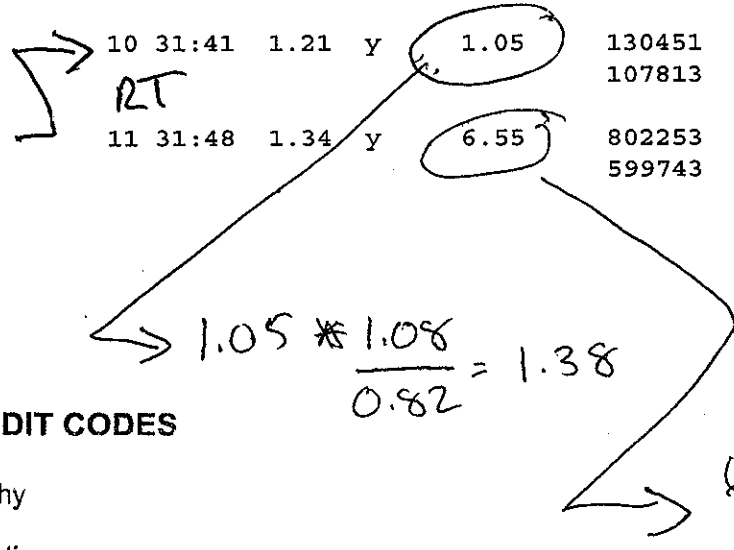 10 31:41 1.21 y 1.05 130451
107813
RT
11 31:48 1.34 y 6.55 802253
599743
1.05 * 1.08 / 0.82 = 1.38
DIT CODES
hy